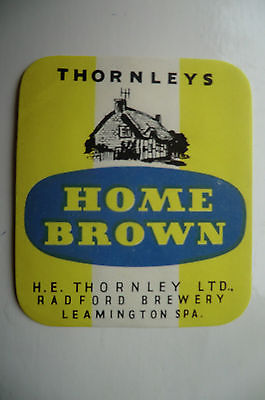 THORNLEYS
HOME
BROWN
H.E. THORNLEY LTD.,
RADFORD BREWERY
LEAMINGTON SPA.